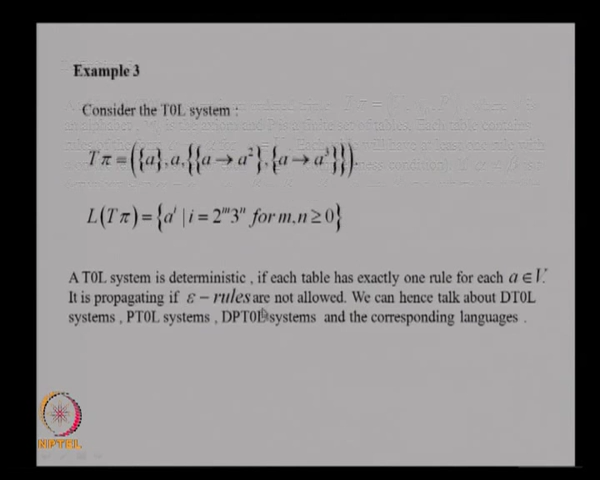 Example 3
Consider the T0L system :
Tπ = ({a}, a, {{a → a²}, {a → a³}}).
L(Tπ) = {aⁱ | i = 2ᵐ3ⁿ for m, n ≥ 0}
A T0L system is deterministic , if each table has exactly one rule for each a ∈ V.
It is propagating if ε – rules are not allowed. We can hence talk about DT0L
systems , PT0L systems , DPT0L systems and the corresponding languages .
NPTEL